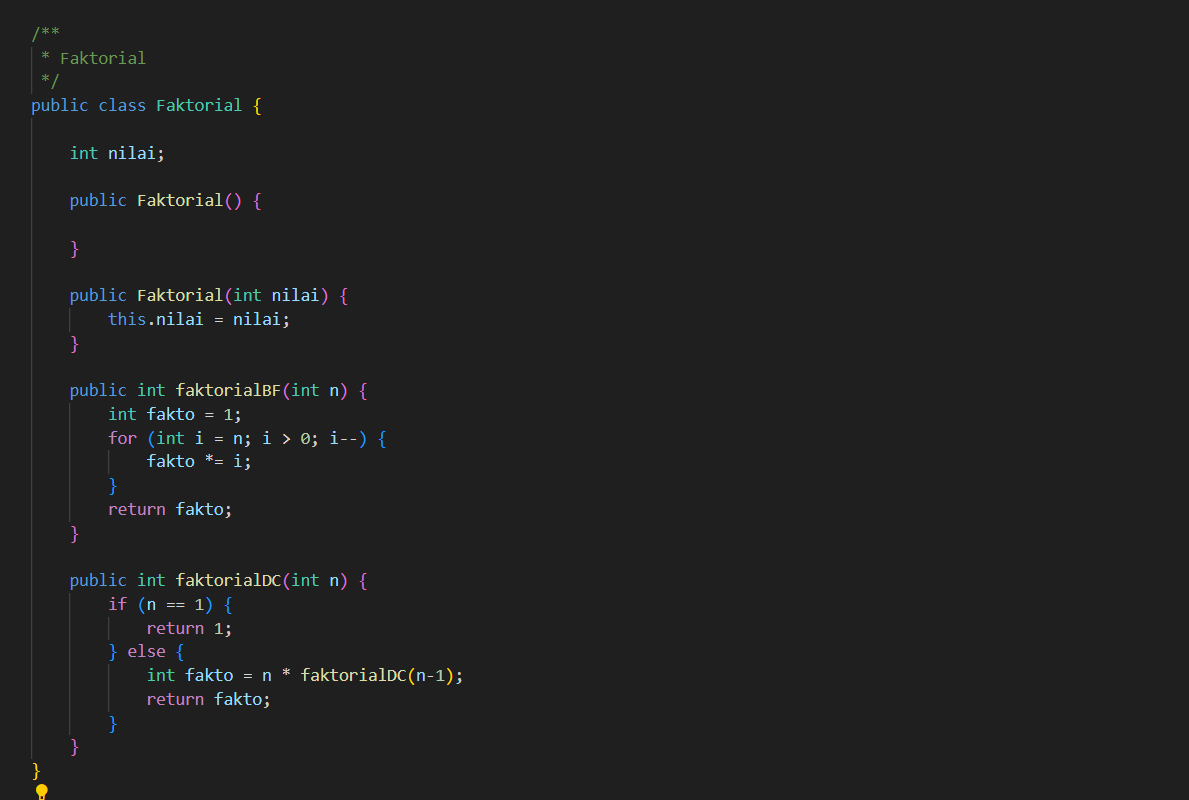 /**
 * Faktorial
 */
public class Faktorial {

    int nilai;

    public Faktorial() {

    }

    public Faktorial(int nilai) {
        this.nilai = nilai;
    }

    public int faktorialBF(int n) {
        int fakto = 1;
        for (int i = n; i > 0; i--) {
            fakto *= i;
        }
        return fakto;
    }

    public int faktorialDC(int n) {
        if (n == 1) {
            return 1;
        } else {
            int fakto = n * faktorialDC(n-1);
            return fakto;
        }
    }
}